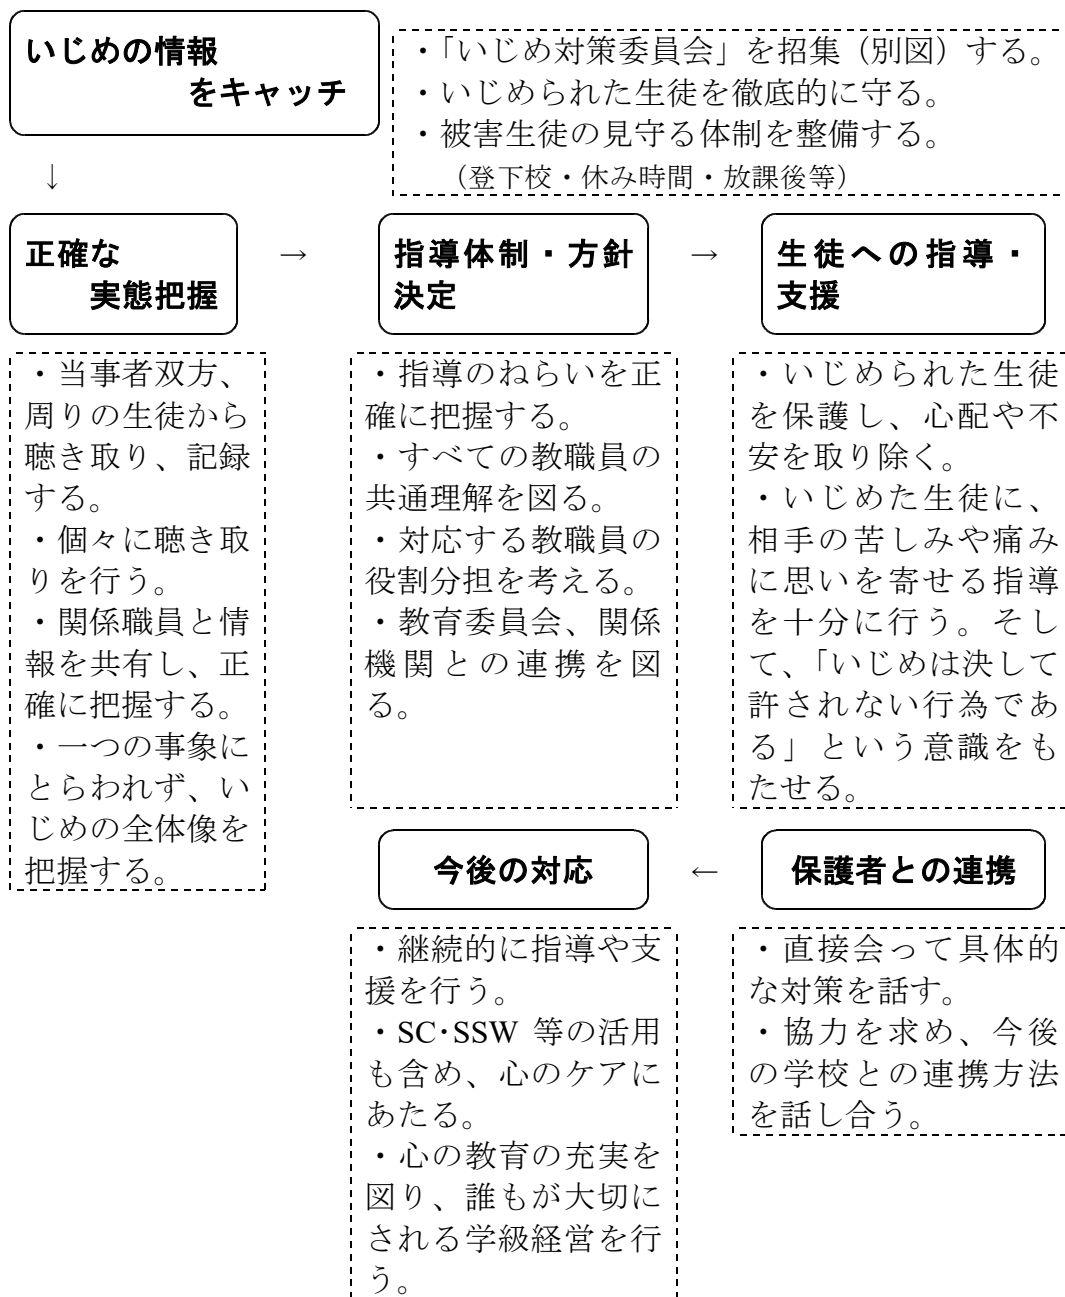 いじめの情報
をキャッチ
・「いじめ対策委員会」を招集（別図）する。
・いじめられた生徒を徹底的に守る。
・被害生徒の見守る体制を整備する。
（登下校・休み時間・放課後等）
↓
正確な
実態把握
→
指導体制・方針
決定
→
生徒への指導・
支援
・当事者双方、
周りの生徒から
聴き取り、記録
する。
・個々に聴き取
りを行う。
・関係職員と情
報を共有し、正
確に把握する。
・一つの事象に
とらわれず、い
じめの全体像を
把握する。
・指導のねらいを正
確に把握する。
・すべての教職員の
共通理解を図る。
・対応する教職員の
役割分担を考える。
・教育委員会、関係
機関との連携を図
る。
・いじめられた生徒
を保護し、心配や不
安を取り除く。
・いじめた生徒に、
相手の苦しみや痛み
に思いを寄せる指導
を十分に行う。そし
て、「いじめは決して
許されない行為であ
る」という意識をも
たせる。
保護者との連携
←
今後の対応
・直接会って具体的
な対策を話す。
・協力を求め、今後
の学校との連携方法
を話し合う。
・継続的に指導や支
援を行う。
・SC・SSW 等の活用
も含め、心のケアに
あたる。
・心の教育の充実を
図り、誰もが大切に
される学級経営を行
う。